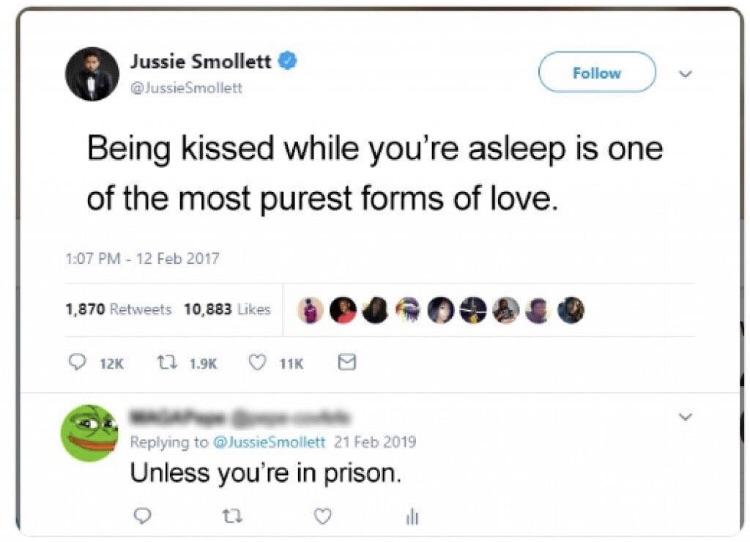 Jussie Smollett
@JussieSmollett
Follow
Being kissed while you're asleep is one
of the most purest forms of love.
1:07 PM - 12 Feb 2017
1,870 Retweets 10,883 Likes
12K 1.9K 11K
Replying to @JussieSmollett 21 Feb 2019
Unless you're in prison.